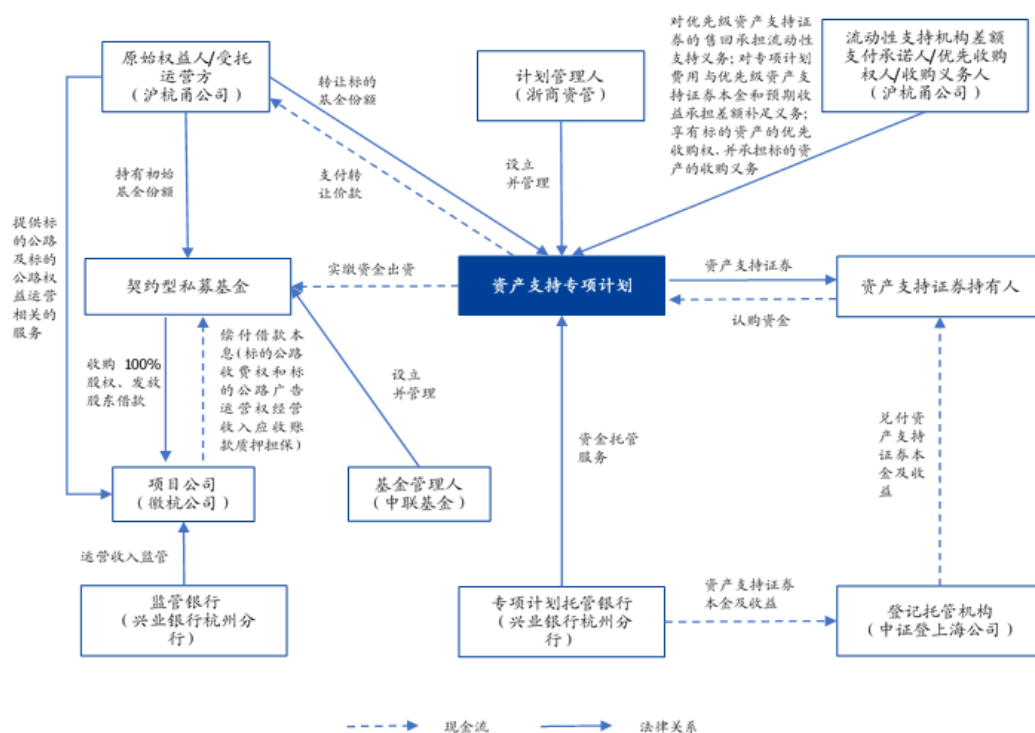 原始权益人/受托
运营方
(沪杭甬公司)
转让标的
基金份额
计划管理人
(浙商资管)
对优先级资产支持证
券的售回承担流动性
支持义务;对专项计划
费用与优先级资产支
持证券本金和预期收
益承担差额补足义务;
享有标的资产的优先
收购权、并承担标的资
产的收购义务
流动性支持机构差额
支付承诺人/优先收购
权人/收购义务人
(沪杭甬公司)
持有初始
基金份额
支付转
让价款
设立
并管理
提供标
的公路
及标的
公路权
益运营
相关的
服务
契约型私募基金
实缴资金出资
资产支持专项计划
资产支持证券
认购资金
资产支持证券持有人
收购 100%
股权、发放
股东借款
偿付借款本
息(标的公路
收费权和标
的公路广告
运营权经营
收入应收账
款质押担保)
设立
并管理
资金托管
服务
兑付资
产支持
证券本
金及收
益
项目公司
(徽杭公司)
基金管理人
(中联基金)
运营收入监管
监管银行
(兴业银行杭州分
行)
专项计划托管银行
(兴业银行杭州分
行)
资产支持证券
本金及收益
登记托管机构
(中证登上海公司)
现金流
法律关系